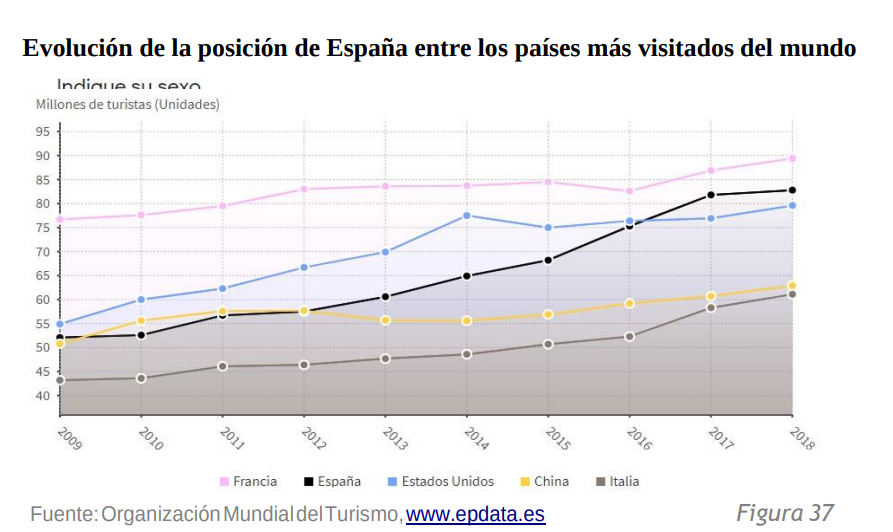 Evolución de la posición de España entre los países más visitados del mundo
Indique su sexo
Millones de turistas (Unidades)
95
90
85
80
75
70
65
60
55
50
45
40
2009 2010 2011 2012 2013 2014 2015 2016 2017 2018
Francia España Estados Unidos China Italia
Fuente: Organización Mundial del Turismo, www.epdata.es Figura 37